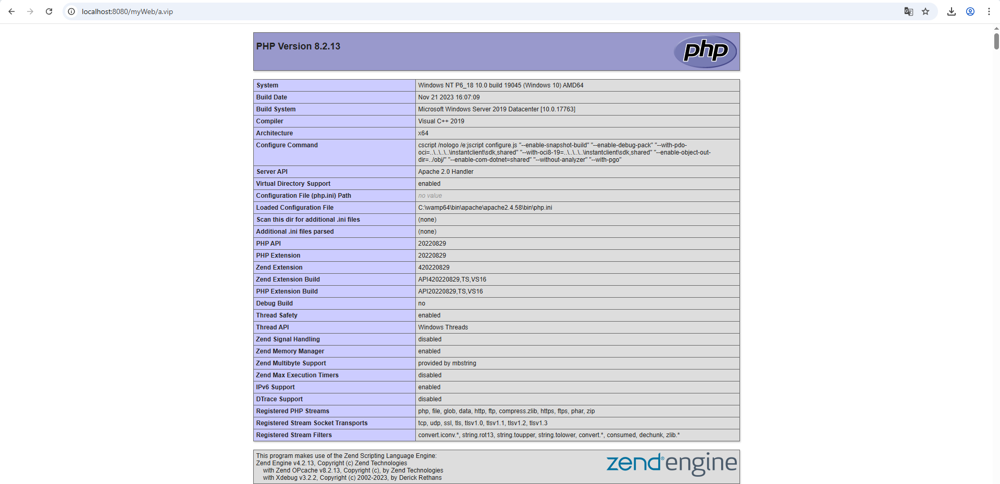 localhost:8080/myWeb/a.vip
PHP Version 8.2.13
php
System Windows NT P6_18 10.0 build 19045 (Windows 10) AMD64
Build Date Nov 21 2023 16:07:09
Build System Microsoft Windows Server 2019 Datacenter [10.0.17763]
Compiler Visual C++ 2019
Architecture x64
Configure Command cscript /nologo /e:jscript configure.js "--enable-snapshot-build" "--enable-debug-pack" "--with-pdo-
oci=..\..\..\..\instantclient\sdk,shared" "--with-oci8-19=..\..\..\..\instantclient\sdk,shared" "--enable-object-out-
dir=../obj/" "--enable-com-dotnet=shared" "--without-analyzer" "--with-pgo"
Server API Apache 2.0 Handler
Virtual Directory Support enabled
Configuration File (php.ini) Path no value
Loaded Configuration File C:\wamp64\bin\apache\apache2.4.58\bin\php.ini
Scan this dir for additional .ini files (none)
Additional .ini files parsed (none)
PHP API 20220829
PHP Extension 20220829
Zend Extension 420220829
Zend Extension Build API420220829,TS,VS16
PHP Extension Build API20220829,TS,VS16
Debug Build no
Thread Safety enabled
Thread API Windows Threads
Zend Signal Handling disabled
Zend Memory Manager enabled
Zend Multibyte Support provided by mbstring
Zend Max Execution Timers disabled
IPv6 Support enabled
DTrace Support disabled
Registered PHP Streams php, file, glob, data, http, ftp, compress.zlib, https, ftps, phar, zip
Registered Stream Socket Transports tcp, udp, ssl, tls, tlsv1.0, tlsv1.1, tlsv1.2, tlsv1.3
Registered Stream Filters convert.iconv.*, string.rot13, string.toupper, string.tolower, convert.*, consumed, dechunk, zlib.*
This program makes use of the Zend Scripting Language Engine:
Zend Engine v4.2.13, Copyright (c) Zend Technologies
with Zend OPcache v8.2.13, Copyright (c), by Zend Technologies
with Xdebug v3.2.2, Copyright (c) 2002-2023, by Derick Rethans
zend®engine